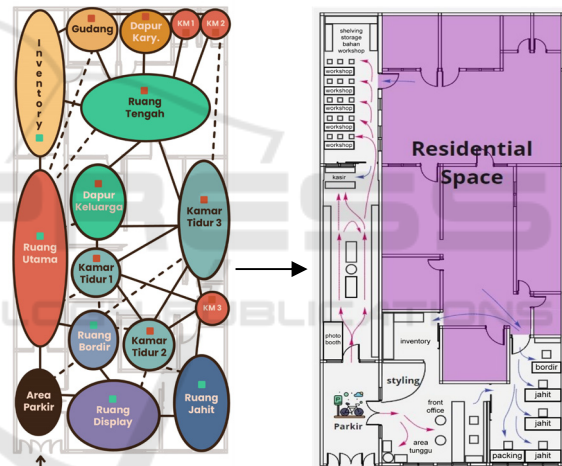 Inventory
Gudang
Dapur
Kary.
KM 1
KM 2
Ruang
Tengah
Dapur
Keluarga
Kamar
Tidur 3
Ruang
Utama
Kamar
Tidur 1
KM 3
Ruang
Bordir
Kamar
Tidur 2
Area
Parkir
Ruang
Display
Ruang
Jahit
shelving
storage
bahan
workshop
workshop
workshop
workshop
workshop
workshop
kasir
Residential
Space
photo
booth
inventory
styling
Parkir
front
office
area
tunggu
bordir
jahit
jahit
packing
jahit